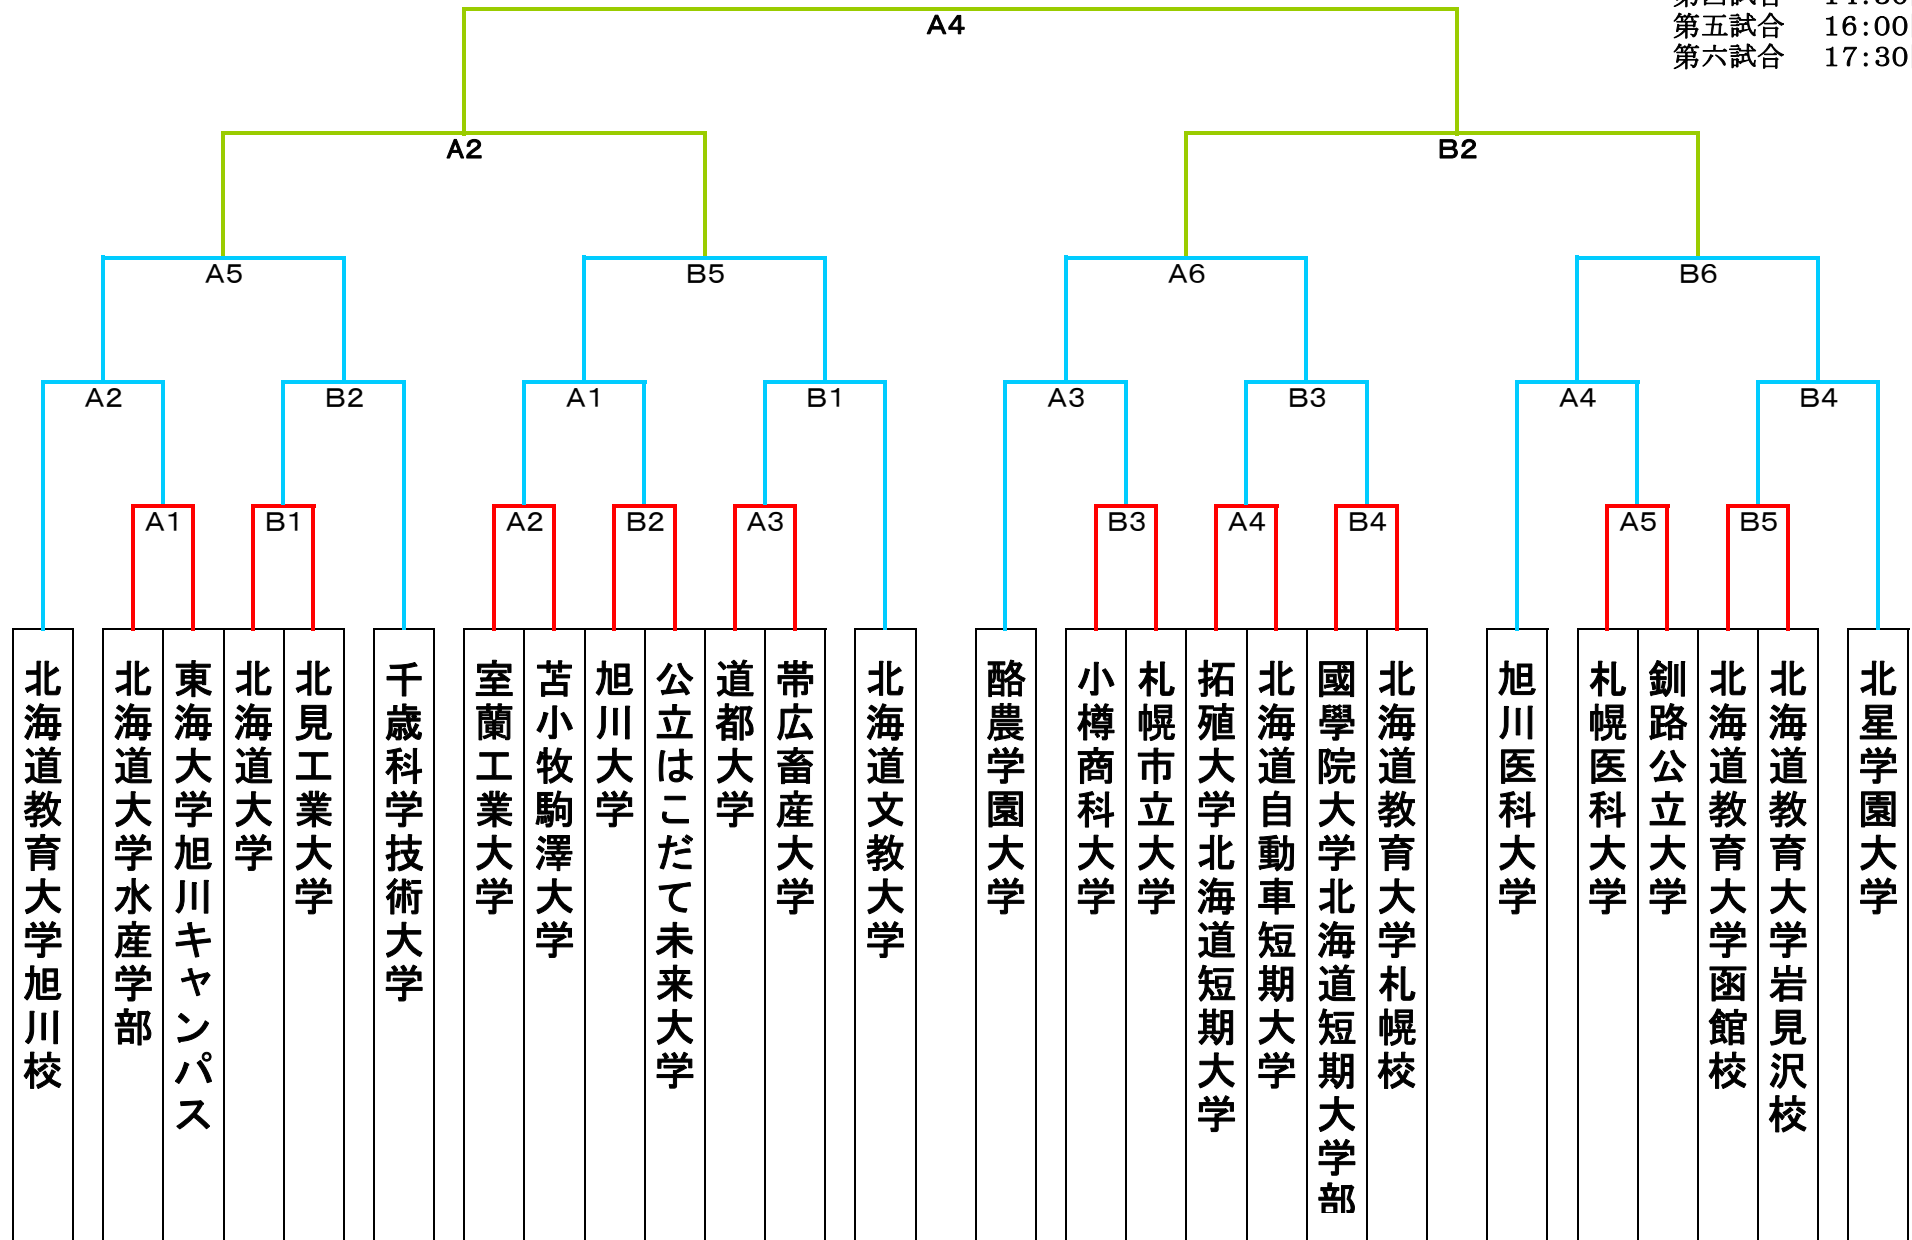 A4
第四試合 14:30
第五試合 16:00
第六試合 17:30
A2
B2
A5
B5
A6
B6
A2
B2
A1
B1
A3
B3
A4
B4
A1
B1
A2
B2
A3
B3
A4
B4
A5
B5
北海道教育大学旭川校
北海道大学水産学部
東海大学旭川キャンパス
北海道大学
北見工業大学
千歳科学技術大学
室蘭工業大学
苫小牧駒澤大学
旭川大学
公立はこだて未来大学
道都大学
帯広畜産大学
北海道文教大学
酪農学園大学
小樽商科大学
札幌市立大学
拓殖大学北海道短期大学
北海道自動車短期大学
國學院大学北海道短期大学部
北海道教育大学札幌校
旭川医科大学
札幌医科大学
釧路公立大学
北海道教育大学函館校
北海道教育大学岩見沢校
北星学園大学